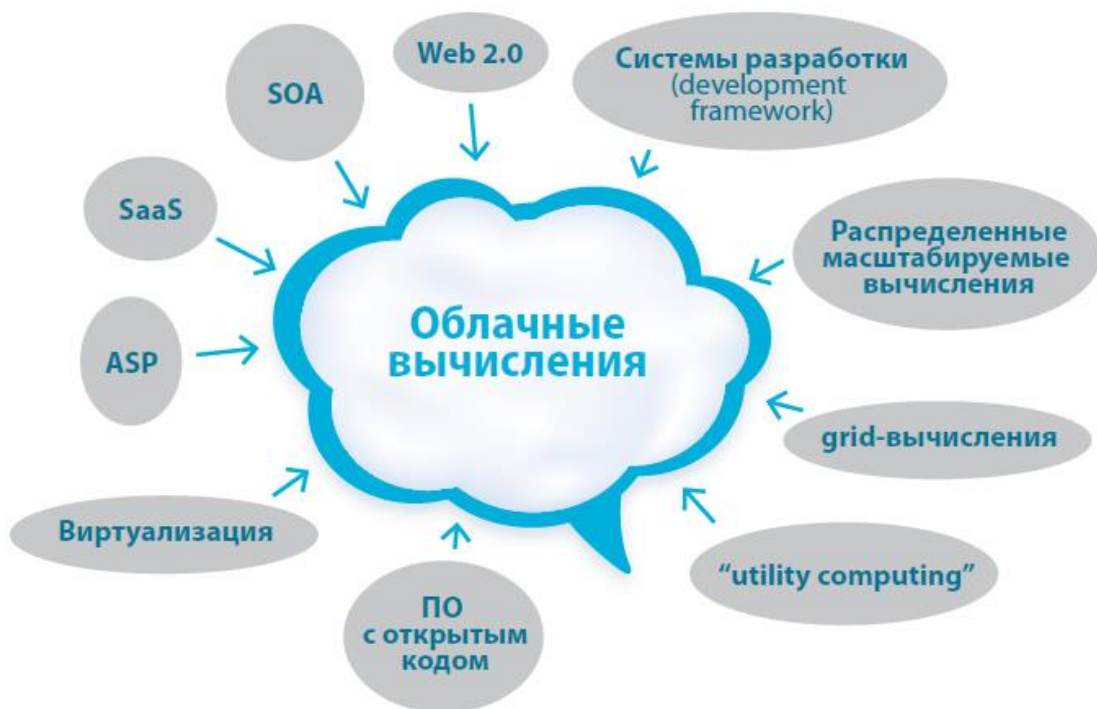 Web 2.0
Системы разработки
(development
framework)
SOA
SaaS
Распределенные
масштабируемые
вычисления
Облачные
вычисления
ASP
grid-вычисления
Виртуализация
“utility computing”
ПО
с открытым
кодом